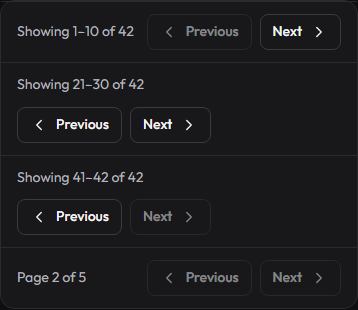 Showing 1–10 of 42 Previous Next
Showing 21–30 of 42
Previous Next
Showing 41–42 of 42
Previous Next
Page 2 of 5 Previous Next